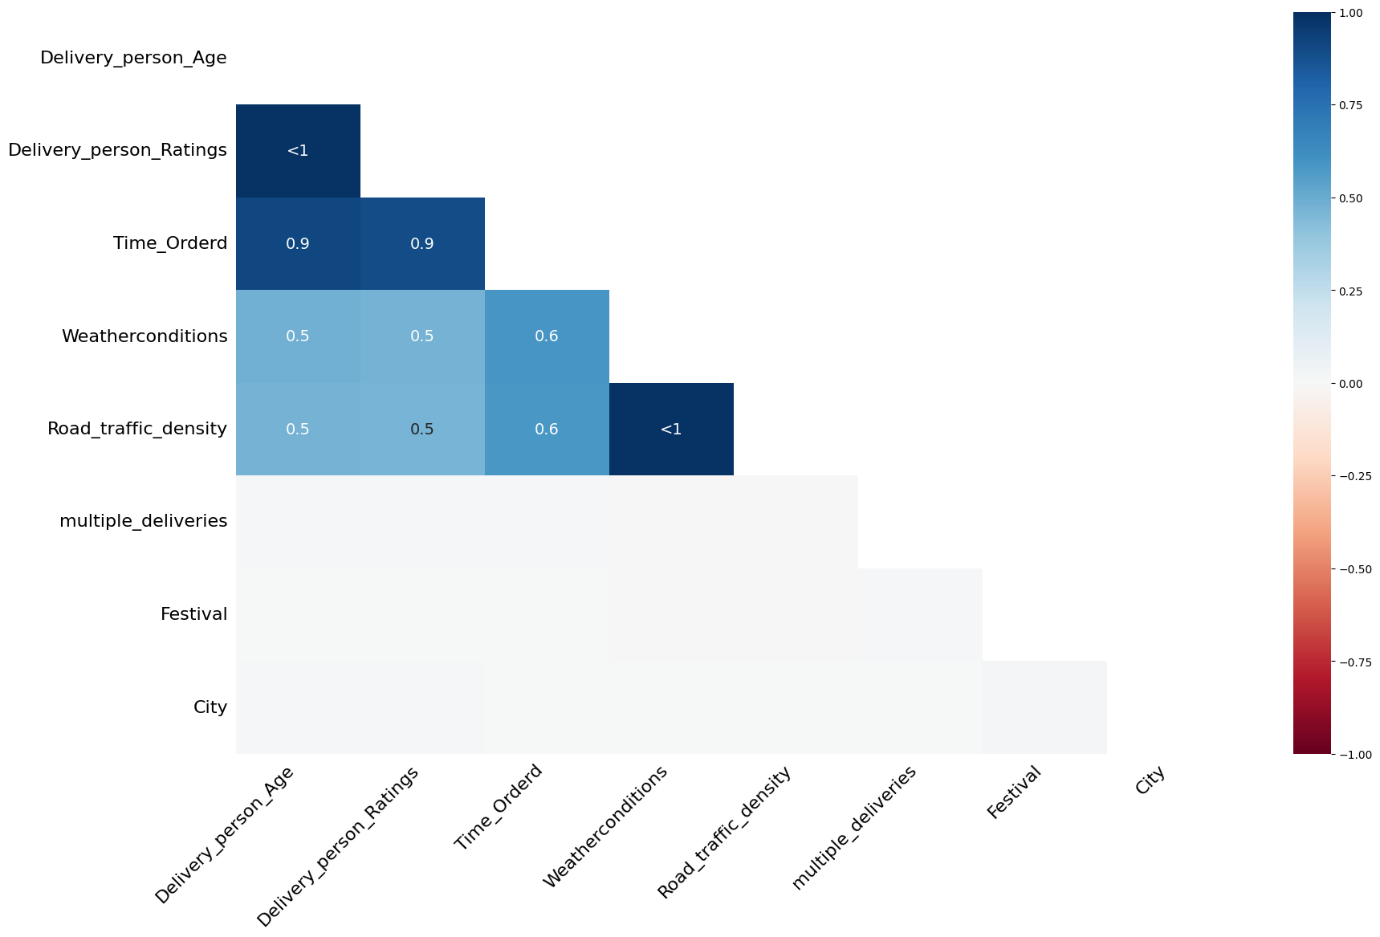 Delivery_person_Age
Delivery_person_Ratings
<1
Time_Orderd
0.9
0.9
Weatherconditions
0.5
0.5
0.6
Road_traffic_density
0.5
0.5
0.6
<1
multiple_deliveries
Festival
City
Delivery_person_Age
Delivery_person_Ratings
Time_Orderd
Weatherconditions
Road_traffic_density
multiple_deliveries
Festival
City
1.00
0.75
0.50
0.25
0.00
−0.25
−0.50
−0.75
−1.00